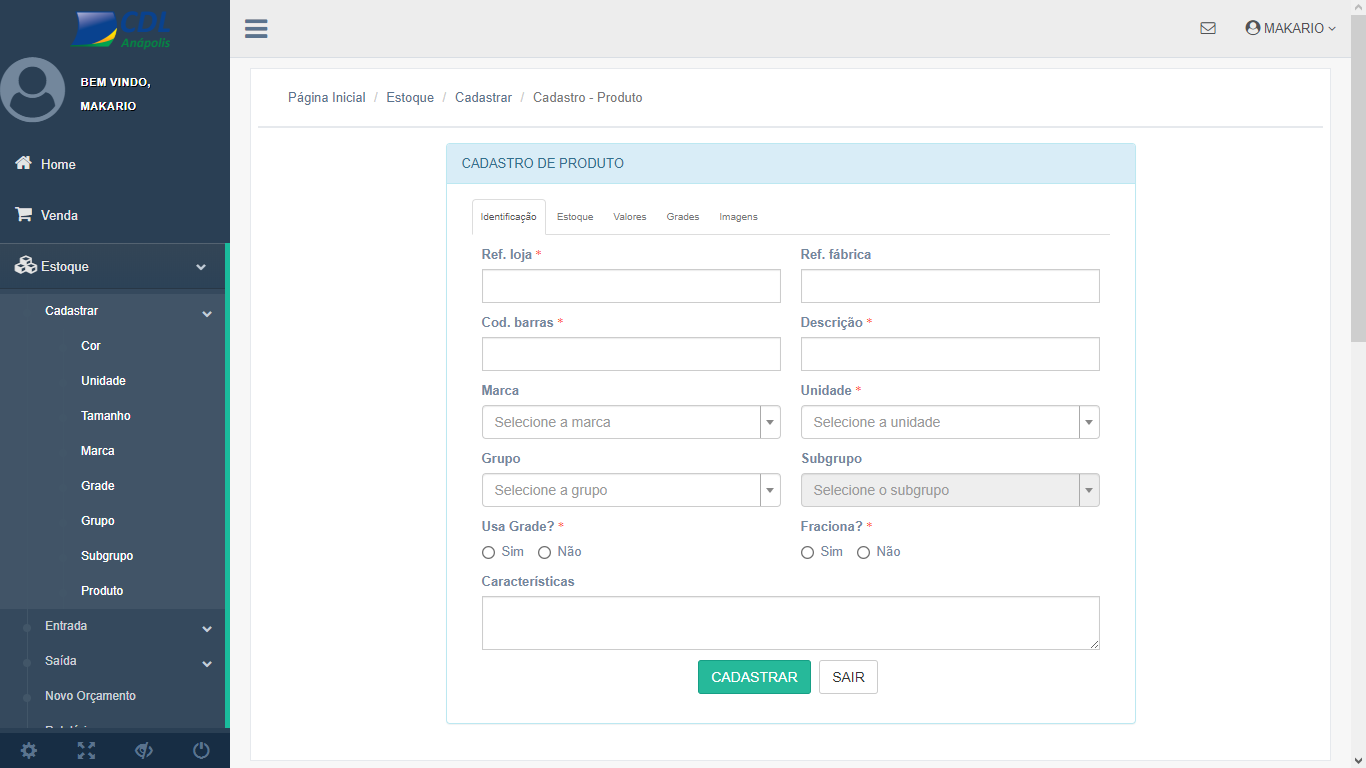 CDL
Anápolis
BEM VINDO,
MAKARIO
Home
Venda
Estoque
Cadastrar
Cor
Unidade
Tamanho
Marca
Grade
Grupo
Subgrupo
Produto
Entrada
Saída
Novo Orçamento
MAKARIO
Página Inicial / Estoque / Cadastrar / Cadastro - Produto
CADASTRO DE PRODUTO
Identificação Estoque Valores Grades Imagens
Ref. loja * Ref. fábrica
Cod. barras * Descrição *
Marca Unidade *
Selecione a marca Selecione a unidade
Grupo Subgrupo
Selecione a grupo Selecione o subgrupo
Usa Grade? * Fraciona? *
Sim Não Sim Não
Características
CADASTRAR SAIR